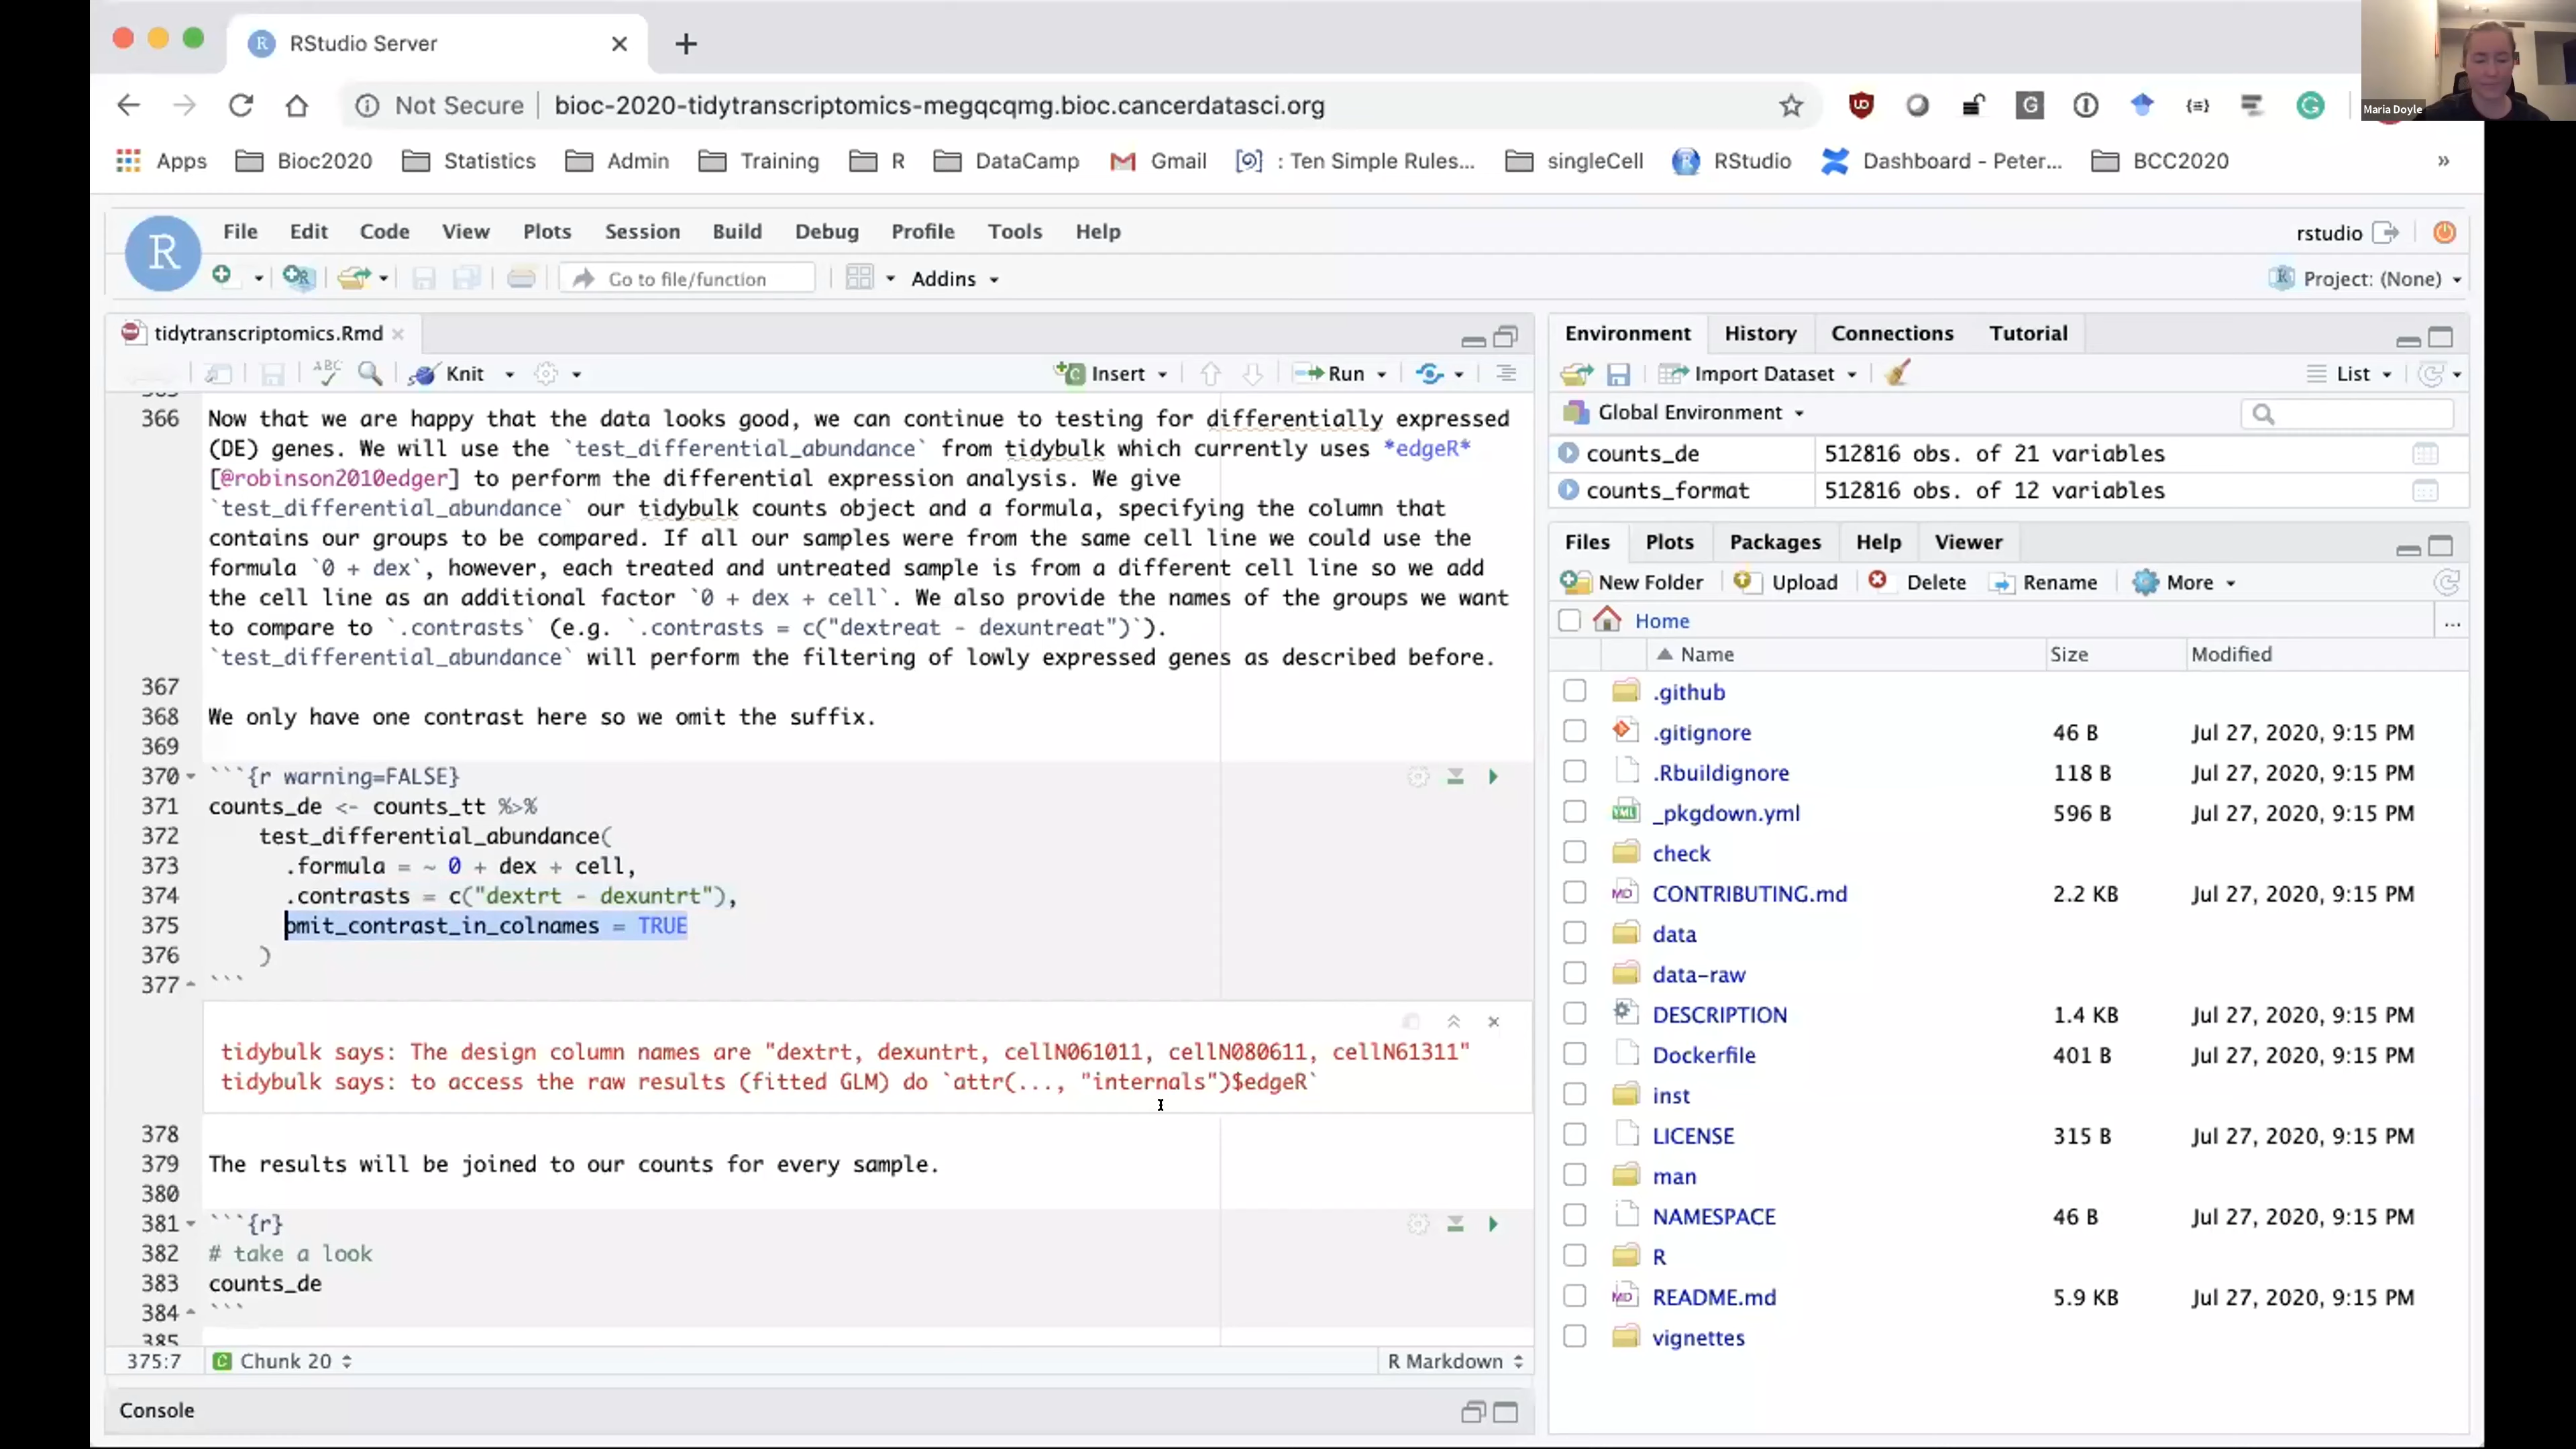 RStudio Server
Not Secure bioc-2020-tidytranscriptomics-megqcqmg.bioc.cancerdatasci.org
Maria Doyle
Apps Bioc2020 Statistics Admin Training R DataCamp Gmail : Ten Simple Rules... singleCell RStudio Dashboard - Peter... BCC2020 »
File Edit Code View Plots Session Build Debug Profile Tools Help
rstudio
Go to file/function Addins
Project: (None)
tidytranscriptomics.Rmd
ABC Knit Insert Run
366 Now that we are happy that the data looks good, we can continue to testing for differentially expressed
(DE) genes. We will use the `test_differential_abundance` from tidybulk which currently uses *edgeR*
[@robinson2010edger] to perform the differential expression analysis. We give
`test_differential_abundance` our tidybulk counts object and a formula, specifying the column that
contains our groups to be compared. If all our samples were from the same cell line we could use the
formula `0 + dex`, however, each treated and untreated sample is from a different cell line so we add
the cell line as an additional factor `0 + dex + cell`. We also provide the names of the groups we want
to compare to `.contrasts` (e.g. `.contrasts = c("dextreat - dexuntreat")`).
`test_differential_abundance` will perform the filtering of lowly expressed genes as described before.
367
368 We only have one contrast here so we omit the suffix.
369
370 ```{r warning=FALSE}
371 counts_de <- counts_tt %>%
372 test_differential_abundance(
373 .formula = ~ 0 + dex + cell,
374 .contrasts = c("dextrt - dexuntrt"),
375 omit_contrast_in_colnames = TRUE
376 )
377 ```
tidybulk says: The design column names are "dextrt, dexuntrt, cellN061011, cellN080611, cellN61311"
tidybulk says: to access the raw results (fitted GLM) do `attr(..., "internals")$edgeR`
378
379 The results will be joined to our counts for every sample.
380
381 ```{r}
382 # take a look
383 counts_de
384 ```
385
375:7 Chunk 20 R Markdown
Console
Environment History Connections Tutorial
Import Dataset List
Global Environment
counts_de 512816 obs. of 21 variables
counts_format 512816 obs. of 12 variables
Files Plots Packages Help Viewer
New Folder Upload Delete Rename More
Home ...
Name Size Modified
.github
.gitignore 46 B Jul 27, 2020, 9:15 PM
.Rbuildignore 118 B Jul 27, 2020, 9:15 PM
_pkgdown.yml 596 B Jul 27, 2020, 9:15 PM
check
CONTRIBUTING.md 2.2 KB Jul 27, 2020, 9:15 PM
data
data-raw
DESCRIPTION 1.4 KB Jul 27, 2020, 9:15 PM
Dockerfile 401 B Jul 27, 2020, 9:15 PM
inst
LICENSE 315 B Jul 27, 2020, 9:15 PM
man
NAMESPACE 46 B Jul 27, 2020, 9:15 PM
R
README.md 5.9 KB Jul 27, 2020, 9:15 PM
vignettes